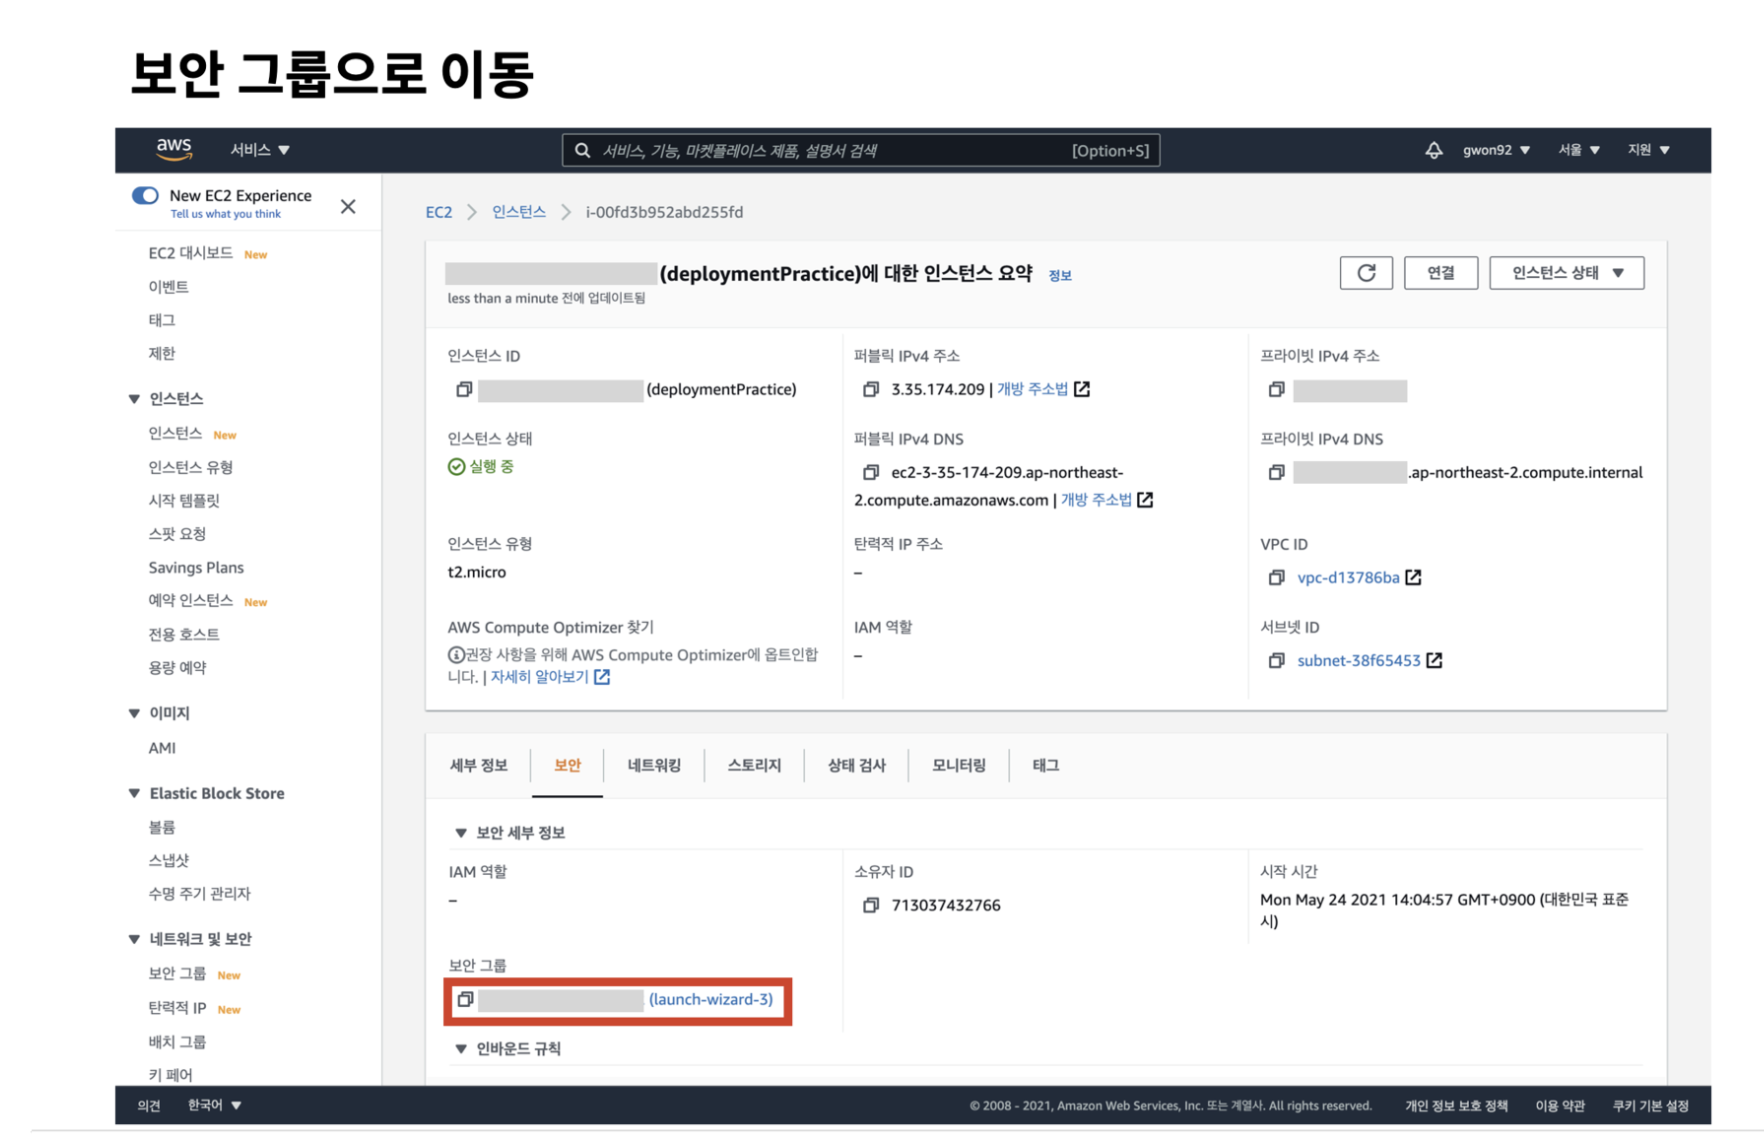 보안 그룹으로 이동
aws 서비스 ▼ 서비스, 기능, 마켓플레이스 제품, 설명서 검색 [Option+S] gwon92 ▼ 서울 ▼ 지원 ▼
New EC2 Experience
Tell us what you think
EC2 대시보드 New
이벤트
태그
제한
▼ 인스턴스
인스턴스 New
인스턴스 유형
시작 템플릿
스팟 요청
Savings Plans
예약 인스턴스 New
전용 호스트
용량 예약
▼ 이미지
AMI
▼ Elastic Block Store
볼륨
스냅샷
수명 주기 관리자
▼ 네트워크 및 보안
보안 그룹 New
탄력적 IP New
배치 그룹
키 페어
EC2 > 인스턴스 > i-00fd3b952abd255fd
(deploymentPractice)에 대한 인스턴스 요약 정보
less than a minute 전에 업데이트됨
연결
인스턴스 상태 ▼
인스턴스 ID
(deploymentPractice)
인스턴스 상태
실행 중
인스턴스 유형
t2.micro
AWS Compute Optimizer 찾기
권장 사항을 위해 AWS Compute Optimizer에 옵트인합
니다. | 자세히 알아보기
퍼블릭 IPv4 주소
3.35.174.209 | 개방 주소법
퍼블릭 IPv4 DNS
ec2-3-35-174-209.ap-northeast-
2.compute.amazonaws.com | 개방 주소법
탄력적 IP 주소
–
IAM 역할
–
프라이빗 IPv4 주소
프라이빗 IPv4 DNS
.ap-northeast-2.compute.internal
VPC ID
vpc-d13786ba
서브넷 ID
subnet-38f65453
세부 정보 보안 네트워킹 스토리지 상태 검사 모니터링 태그
▼ 보안 세부 정보
IAM 역할
–
소유자 ID
713037432766
시작 시간
Mon May 24 2021 14:04:57 GMT+0900 (대한민국 표준
시)
보안 그룹
(launch-wizard-3)
▼ 인바운드 규칙
의견 한국어 ▼ © 2008 - 2021, Amazon Web Services, Inc. 또는 계열사. All rights reserved. 개인 정보 보호 정책 이용 약관 쿠키 기본 설정